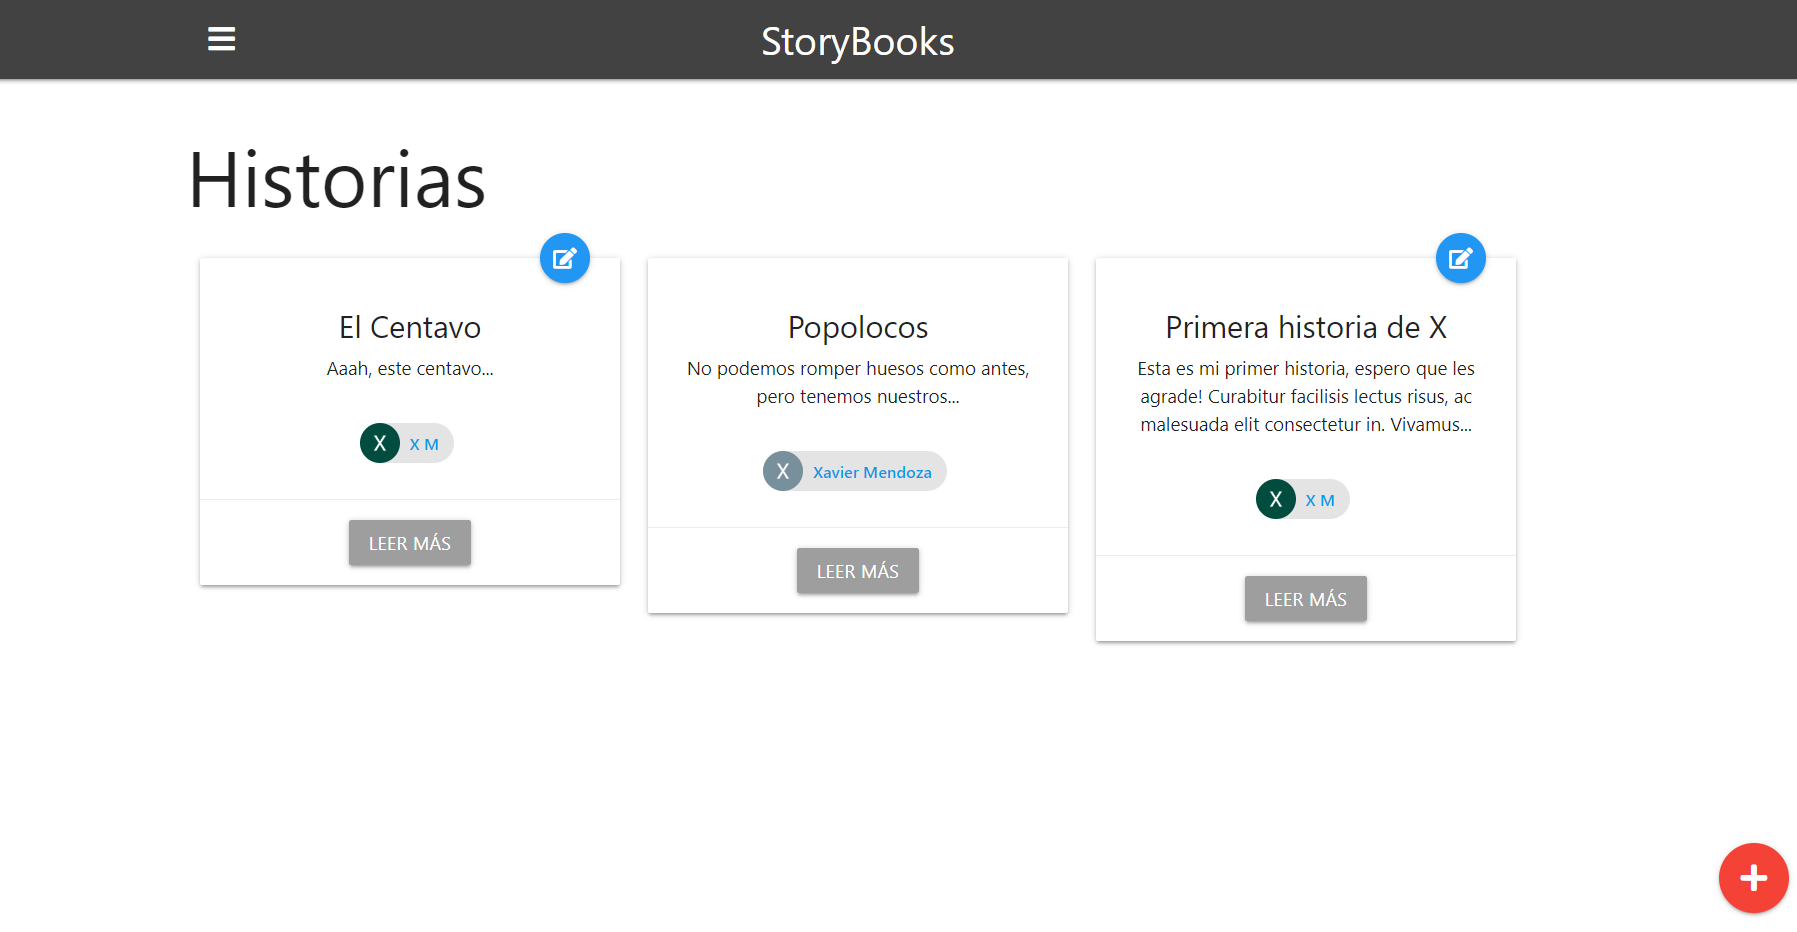 StoryBooks
Historias
El Centavo
Aaah, este centavo...
X
X M
LEER MÁS
Popolocos
No podemos romper huesos como antes,
pero tenemos nuestros...
X
Xavier Mendoza
LEER MÁS
Primera historia de X
Esta es mi primer historia, espero que les
agrade! Curabitur facilisis lectus risus, ac
malesuada elit consectetur in. Vivamus...
X
X M
LEER MÁS